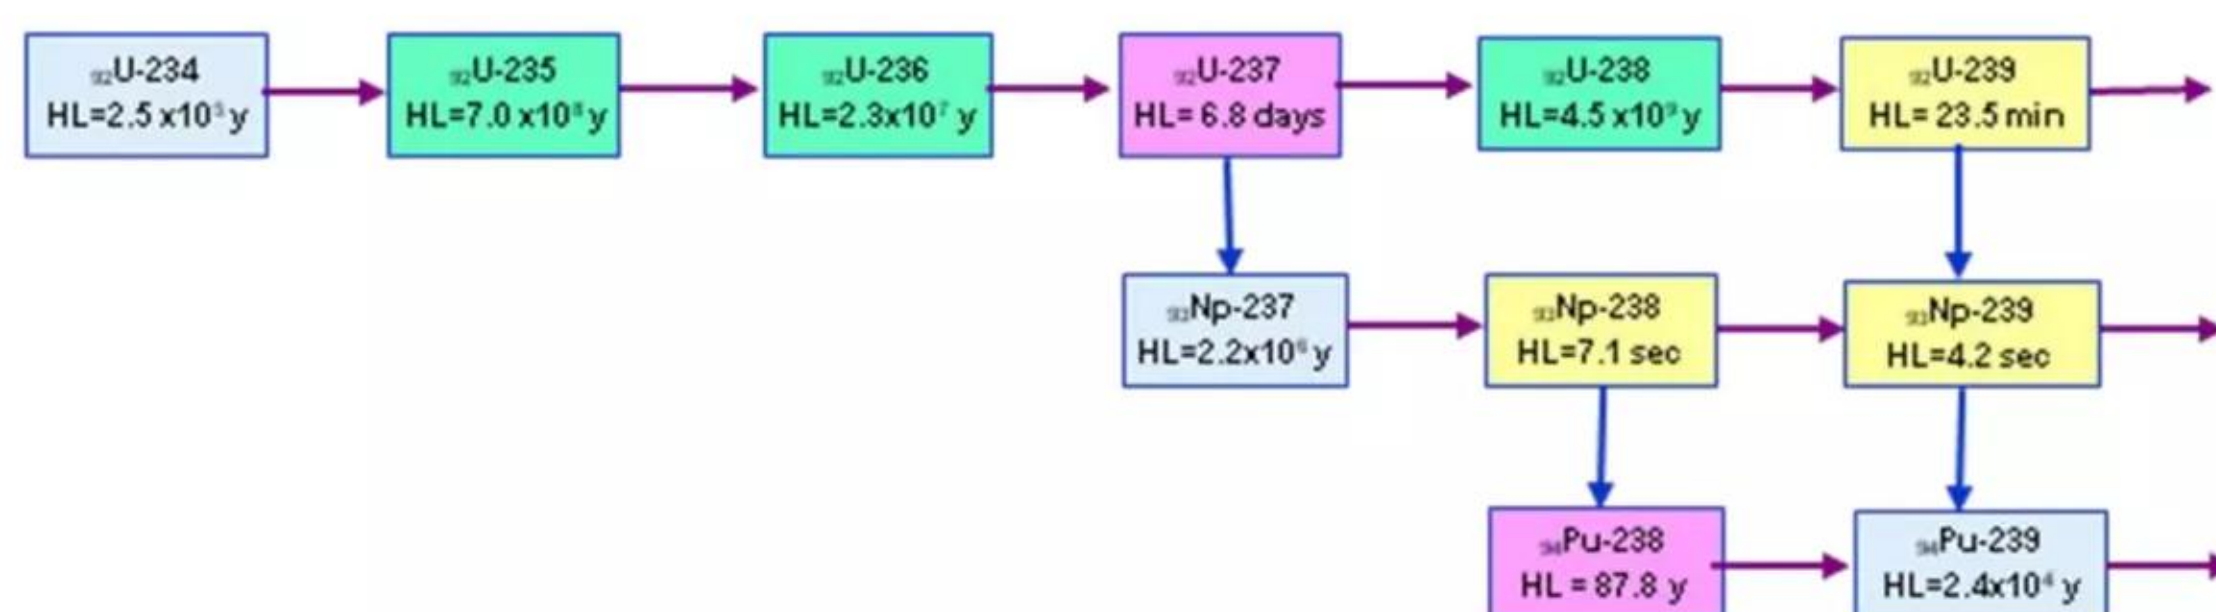 92U-234
HL=2.5 x10⁵ y
92U-235
HL=7.0 x10⁸ y
92U-236
HL=2.3x10⁷ y
92U-237
HL= 6.8 days
92U-238
HL=4.5 x10⁹ y
92U-239
HL= 23.5 min
93Np-237
HL=2.2x10⁶ y
93Np-238
HL=7.1 sec
93Np-239
HL=4.2 sec
94Pu-238
HL = 87.8 y
94Pu-239
HL=2.4x10⁴ y